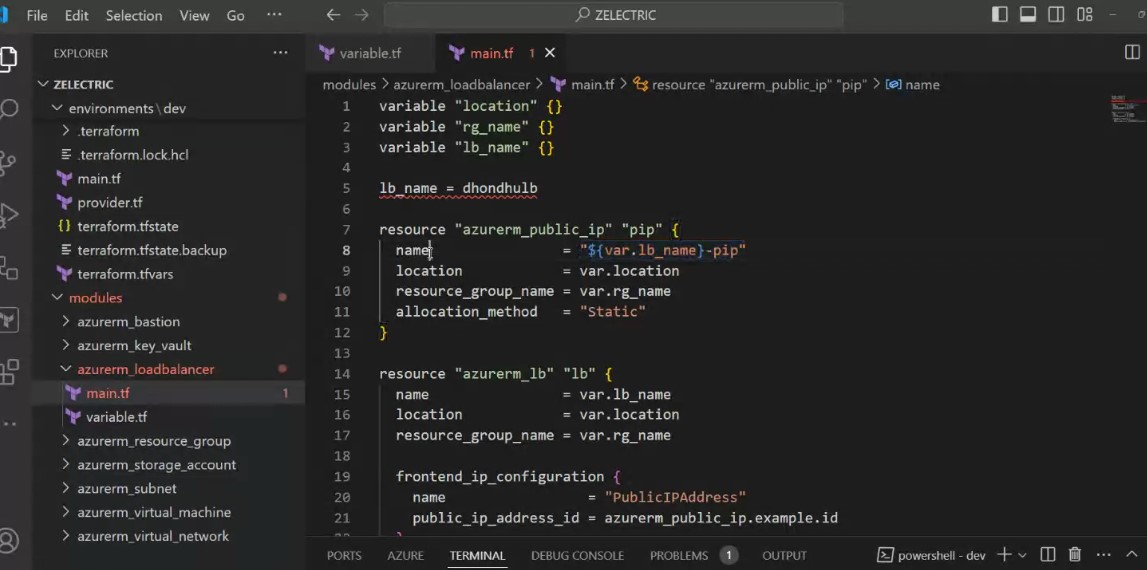 File Edit Selection View Go ··· ZELECTRIC
EXPLORER ···
ZELECTRIC
environments \ dev
.terraform
.terraform.lock.hcl
main.tf
provider.tf
{} terraform.tfstate
terraform.tfstate.backup
terraform.tfvars
modules
azurerm_bastion
azurerm_key_vault
azurerm_loadbalancer
main.tf 1
variable.tf
azurerm_resource_group
azurerm_storage_account
azurerm_subnet
azurerm_virtual_machine
azurerm_virtual_network
variable.tf main.tf 1
modules > azurerm_loadbalancer > main.tf > resource "azurerm_public_ip" "pip" > name
1 variable "location" {}
2 variable "rg_name" {}
3 variable "lb_name" {}
4
5 lb_name = dhondhulb
6
7 resource "azurerm_public_ip" "pip" {
8 name = "${var.lb_name}-pip"
9 location = var.location
10 resource_group_name = var.rg_name
11 allocation_method = "Static"
12 }
13
14 resource "azurerm_lb" "lb" {
15 name = var.lb_name
16 location = var.location
17 resource_group_name = var.rg_name
18
19 frontend_ip_configuration {
20 name = "PublicIPAddress"
21 public_ip_address_id = azurerm_public_ip.example.id
PORTS AZURE TERMINAL DEBUG CONSOLE PROBLEMS 1 OUTPUT powershell - dev ···